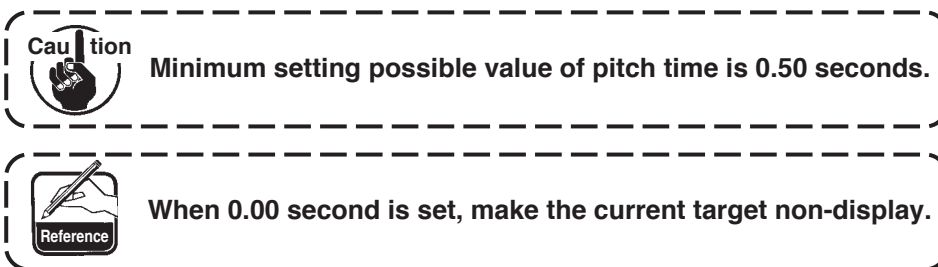 Caution
Minimum setting possible value of pitch time is 0.50 seconds.
When 0.00 second is set, make the current target non-display.
Reference